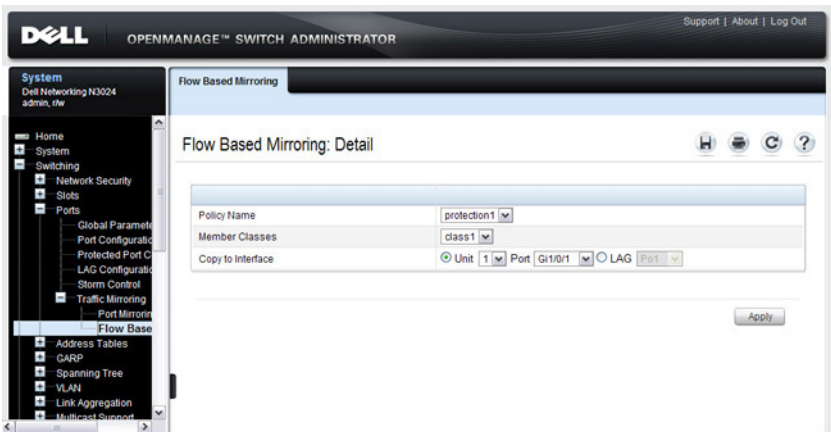 Support | About | Log Out
DELL OPENMANAGE™ SWITCH ADMINISTRATOR
System
Dell Networking N3024
admin, r/w
Flow Based Mirroring
Home
System
Switching
Network Security
Slots
Ports
Global Paramete
Port Configuratic
Protected Port C
LAG Configuratic
Storm Control
Traffic Mirroring
Port Mirrorin
Flow Base
Address Tables
GARP
Spanning Tree
VLAN
Link Aggregation
Multicast Support
Flow Based Mirroring: Detail
Policy Name protection1
Member Classes class1
Copy to Interface Unit 1 Port Gi1/0/1 LAG Po1
Apply